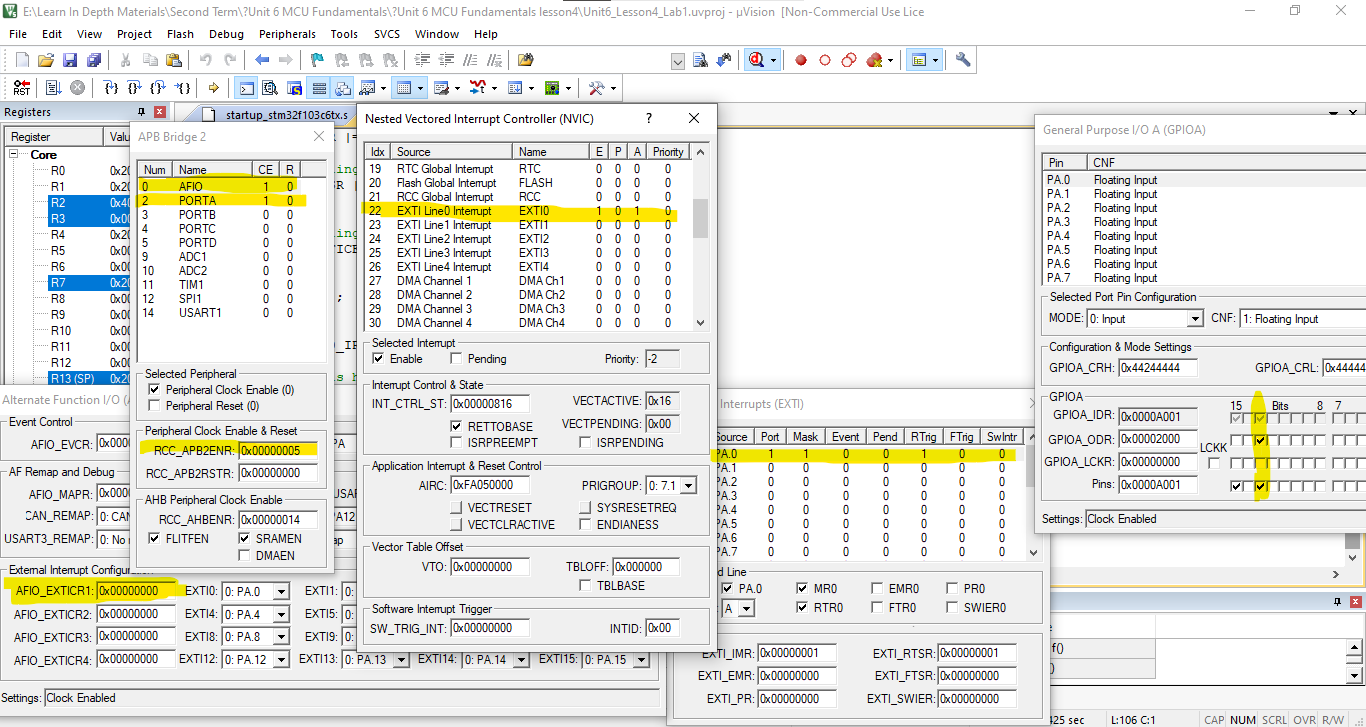 E:\Learn In Depth Materials\Second Term\?Unit 6 MCU Fundamentals\?Unit 6 MCU Fundamentals lesson4\Unit6_Lesson4_Lab1.uvproj - µVision [Non-Commercial Use Lice
File Edit View Project Flash Debug Peripherals Tools SVCS Window Help
RST
Registers
startup_stm32f103c6tx.s
Register Valu
Core
R0 0x20
R1 0x20
R2 0x40
R3 0x00
R4 0x20
R5 0x00
R6 0x00
R7 0x20
R8 0x00
R9 0x00
R10 0x00
R11 0x00
R12 0x00
R13 (SP) 0x20
APB Bridge 2
Num Name CE R
0 AFIO 1 0
2 PORTA 1 0
3 PORTB 0 0
4 PORTC 0 0
5 PORTD 0 0
9 ADC1 0 0
10 ADC2 0 0
11 TIM1 0 0
12 SPI1 0 0
14 USART1 0 0
Selected Peripheral
Peripheral Clock Enable (0)
Peripheral Reset (0)
Peripheral Clock Enable & Reset
RCC_APB2ENR: 0x00000005
RCC_APB2RSTR: 0x00000000
AHB Peripheral Clock Enable
RCC_AHBENR: 0x00000014
FLITFEN SRAMEN
DMAEN
Nested Vectored Interrupt Controller (NVIC) ?
Idx Source Name E P A Priority
19 RTC Global Interrupt RTC 0 0 0 0
20 Flash Global Interrupt FLASH 0 0 0 0
21 RCC Global Interrupt RCC 0 0 0 0
22 EXTI Line0 Interrupt EXTI0 1 0 1 0
23 EXTI Line1 Interrupt EXTI1 0 0 0 0
24 EXTI Line2 Interrupt EXTI2 0 0 0 0
25 EXTI Line3 Interrupt EXTI3 0 0 0 0
26 EXTI Line4 Interrupt EXTI4 0 0 0 0
27 DMA Channel 1 DMA Ch1 0 0 0 0
28 DMA Channel 2 DMA Ch2 0 0 0 0
29 DMA Channel 3 DMA Ch3 0 0 0 0
30 DMA Channel 4 DMA Ch4 0 0 0 0
Selected Interrupt
Enable Pending Priority: -2
Interrupt Control & State
INT_CTRL_ST: 0x00000816 VECTACTIVE: 0x16
RETTOBASE VECTPENDING: 0x00
ISRPREEMPT ISRPENDING
Application Interrupt & Reset Control
AIRC: 0xFA050000 PRIGROUP: 0: 7.1
VECTRESET SYSRESETREQ
VECTCLRACTIVE ENDIANESS
Vector Table Offset
VTO: 0x00000000 TBLOFF: 0x000000
TBLBASE
Software Interrupt Trigger
SW_TRIG_INT: 0x00000000 INTID: 0x00
General Purpose I/O A (GPIOA)
Pin CNF
PA.0 Floating Input
PA.1 Floating Input
PA.2 Floating Input
PA.3 Floating Input
PA.4 Floating Input
PA.5 Floating Input
PA.6 Floating Input
PA.7 Floating Input
Selected Port Pin Configuration
MODE: 0: Input CNF: 1: Floating Input
Configuration & Mode Settings
GPIOA_CRH: 0x44244444 GPIOA_CRL: 0x44444
GPIOA
15 Bits 8 7
GPIOA_IDR: 0x0000A001
GPIOA_ODR: 0x00002000
LCKK
GPIOA_LCKR: 0x00000000
Pins: 0x0000A001
Settings: Clock Enabled
Alternate Function I/O (A
Event Control
AFIO_EVCR: 0x000 PA
AF Remap and Debug
AFIO_MAPR: 0x000 USAR
CAN_REMAP: 0: CAN PA12
USART3_REMAP: 0: No r ap
External Interrupt Configuratio
AFIO_EXTICR1: 0x00000000 EXTI0: 0: PA.0 EXTI1: 0:
AFIO_EXTICR2: 0x00000000 EXTI4: 0: PA.4 EXTI5: 0:
AFIO_EXTICR3: 0x00000000 EXTI8: 0: PA.8 EXTI9: 0:
AFIO_EXTICR4: 0x00000000 EXTI12: 0: PA.12 EXTI13: 0: PA.13 EXTI14: 0: PA.14 EXTI15: 0: PA.15
Settings: Clock Enabled
Interrupts (EXTI)
Source Port Mask Event Pend RTrig FTrig SwIntr
PA.0 1 1 0 0 1 0 0
PA.1 0 0 0 0 0 0 0
PA.2 0 0 0 0 0 0 0
PA.3 0 0 0 0 0 0 0
PA.4 0 0 0 0 0 0 0
PA.5 0 0 0 0 0 0 0
PA.6 0 0 0 0 0 0 0
PA.7 0 0 0 0 0 0 0
d Line
PA.0 MR0 EMR0 PR0
A RTR0 FTR0 SWIER0
EXTI_IMR: 0x00000001 EXTI_RTSR: 0x00000001
EXTI_EMR: 0x00000000 EXTI_FTSR: 0x00000000
EXTI_PR: 0x00000000 EXTI_SWIER: 0x00000000
f()
425 sec L:106 C:1 CAP NUM SCRL OVR R/W